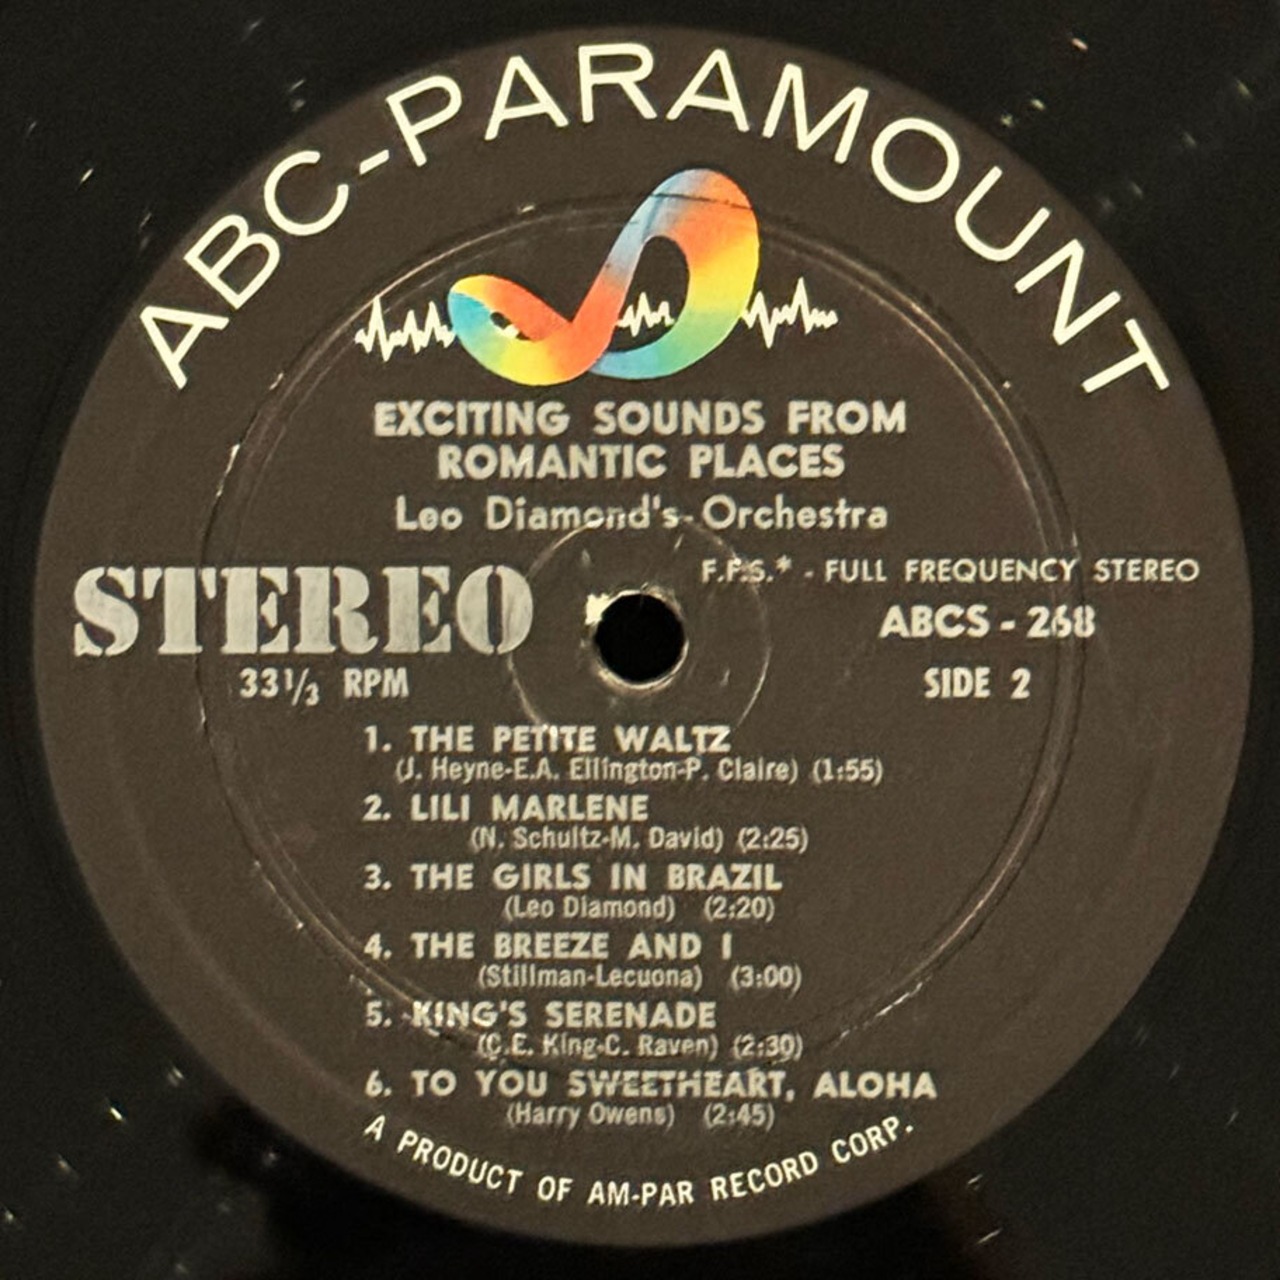 ABC-PARAMOUNT
EXCITING SOUNDS FROM
ROMANTIC PLACES
Leo Diamond's Orchestra
STEREO
F.F.S.* - FULL FREQUENCY STEREO
ABCS - 268
33⅓ RPM
SIDE 2
1. THE PETITE WALTZ
(J. Heyne-E.A. Ellington-P. Claire) (1:55)
2. LILI MARLENE
(N. Schultz-M. David) (2:25)
3. THE GIRLS IN BRAZIL
(Leo Diamond) (2:20)
4. THE BREEZE AND I
(Stillman-Lecuona) (3:00)
5. KING'S SERENADE
(C.E. King-C. Raven) (2:30)
6. TO YOU SWEETHEART, ALOHA
(Harry Owens) (2:45)
A PRODUCT OF AM-PAR RECORD CORP.